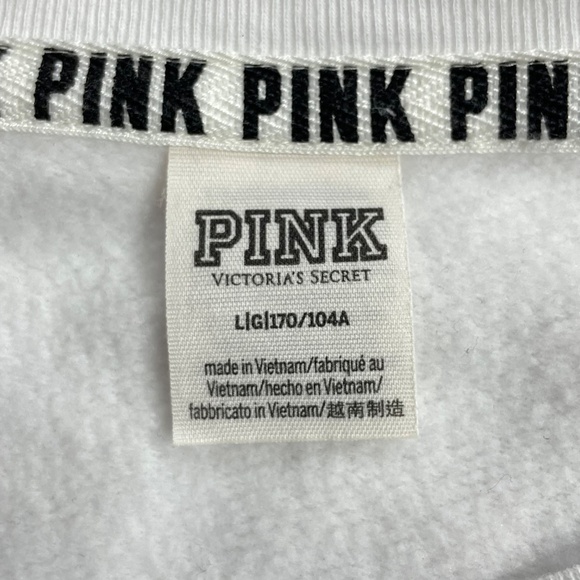 K PINK PINK PIN
PINK
VICTORIA'S SECRET
L|G|170/104A
made in Vietnam/fabriqué au
Vietnam/hecho en Vietnam/
fabbricato in Vietnam/越南制造